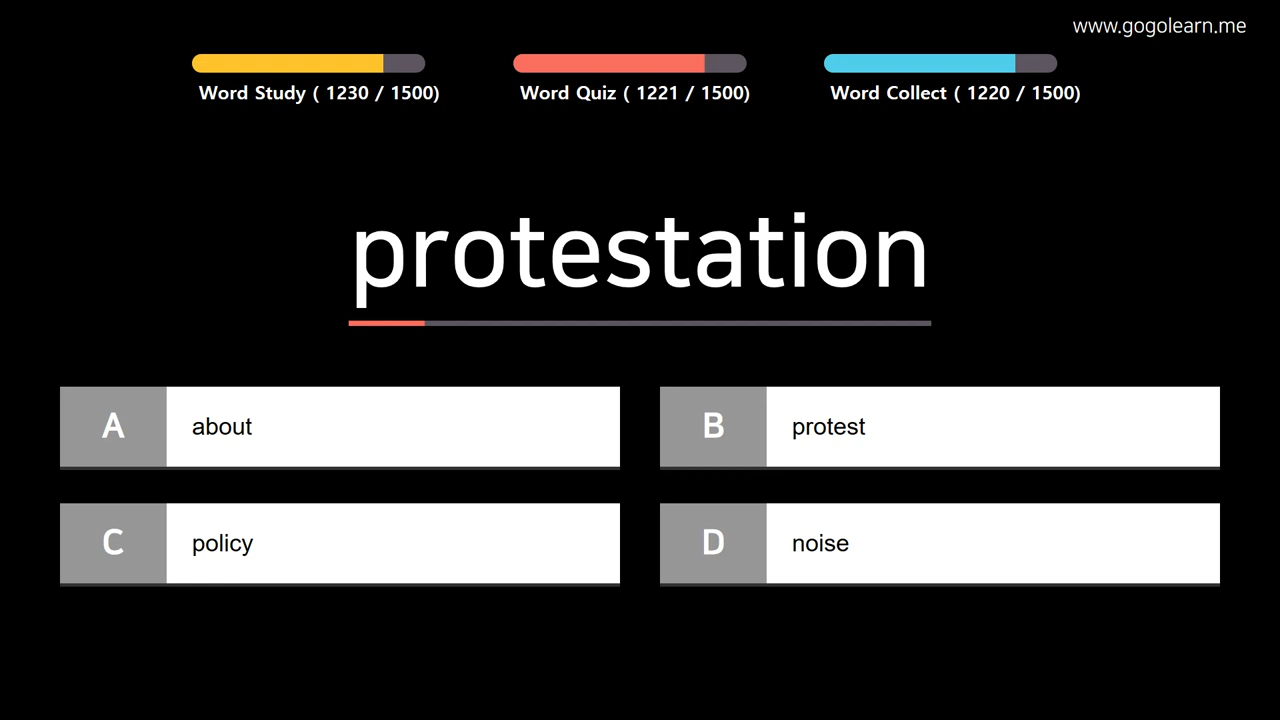 www.gogolearn.me
Word Study ( 1230 / 1500)
Word Quiz ( 1221 / 1500)
Word Collect ( 1220 / 1500)
protestation
A about
B protest
C policy
D noise